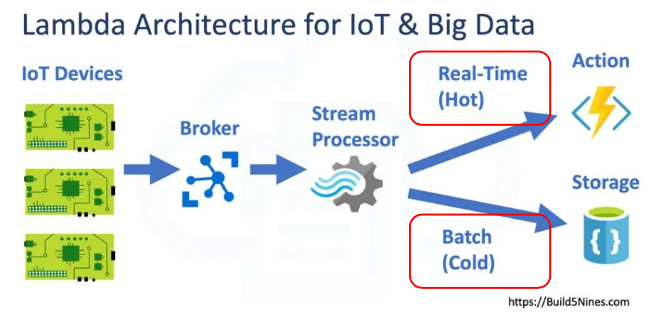 Lambda Architecture for IoT & Big Data
IoT Devices
Broker
Stream
Processor
Real-Time
(Hot)
Action
Storage
Batch
(Cold)
https://Build5Nines.com